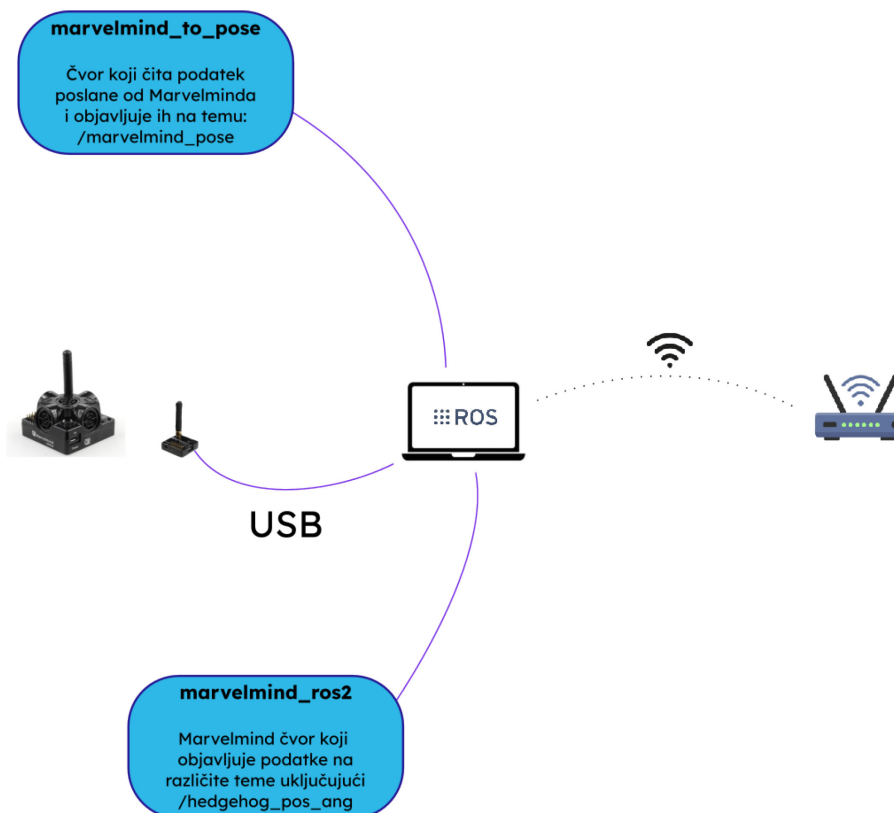 marvelmind_to_pose
Čvor koji čita podatek
poslane od Marvelminda
i objavljuje ih na temu:
/marvelmind_pose
ROS
USB
marvelmind_ros2
Marvelmind čvor koji
objavljuje podatke na
različite teme uključujući
/hedgehog_pos_ang